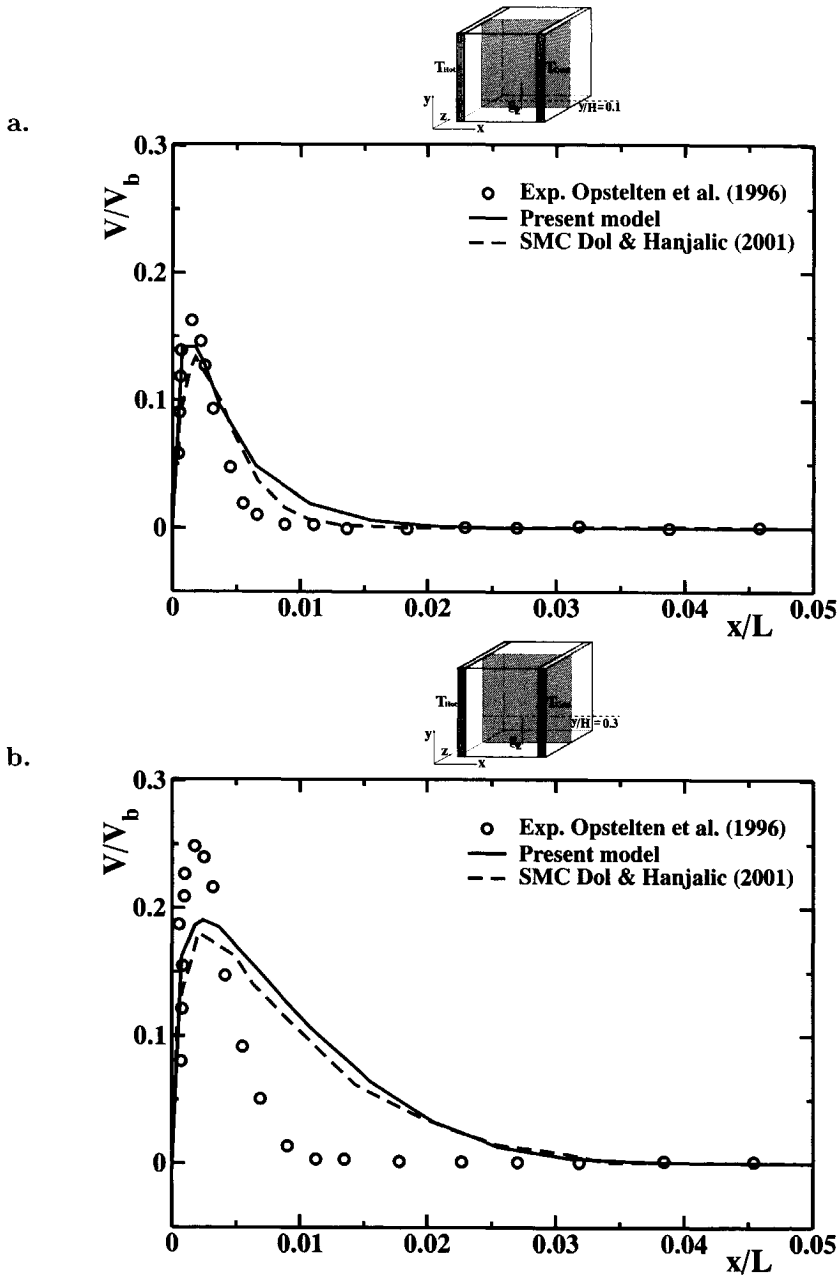 a.
T_Hot
y
z
x
y/H=0.1
0.3
0.2
0.1
0
V/V_b
Exp. Opstelten et al. (1996)
Present model
SMC Dol & Hanjalic (2001)
0 0.01 0.02 0.03 0.04 0.05
x/L
b.
T_Hot
y
z
x
y/H=0.3
0.3
0.2
0.1
0
V/V_b
Exp. Opstelten et al. (1996)
Present model
SMC Dol & Hanjalic (2001)
0 0.01 0.02 0.03 0.04 0.05
x/L